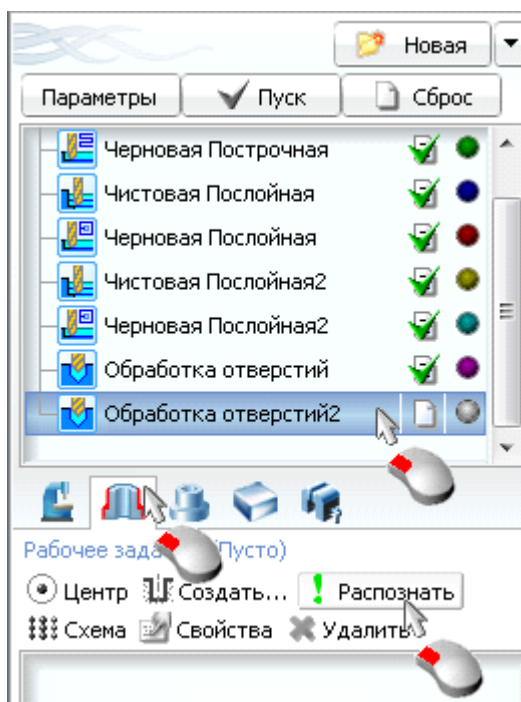 Новая
Параметры Пуск Сброс
Черновая Построчная
Чистовая Послойная
Черновая Послойная
Чистовая Послойная2
Черновая Послойная2
Обработка отверстий
Обработка отверстий2
Рабочее зада (Пусто)
Центр Создать... Распознать
Схема Свойства Удалить